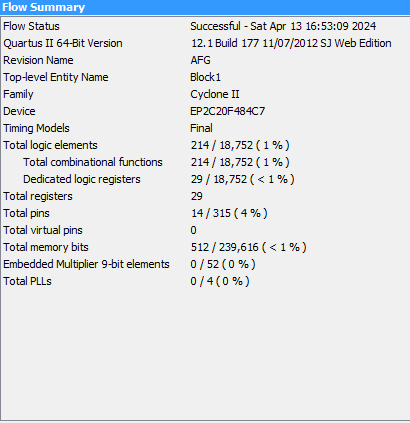 Flow Summary
Flow Status Successful - Sat Apr 13 16:53:09 2024
Quartus II 64-Bit Version 12.1 Build 177 11/07/2012 SJ Web Edition
Revision Name AFG
Top-level Entity Name Block1
Family Cyclone II
Device EP2C20F484C7
Timing Models Final
Total logic elements 214 / 18,752 ( 1 % )
Total combinational functions 214 / 18,752 ( 1 % )
Dedicated logic registers 29 / 18,752 ( < 1 % )
Total registers 29
Total pins 14 / 315 ( 4 % )
Total virtual pins 0
Total memory bits 512 / 239,616 ( < 1 % )
Embedded Multiplier 9-bit elements 0 / 52 ( 0 % )
Total PLLs 0 / 4 ( 0 % )